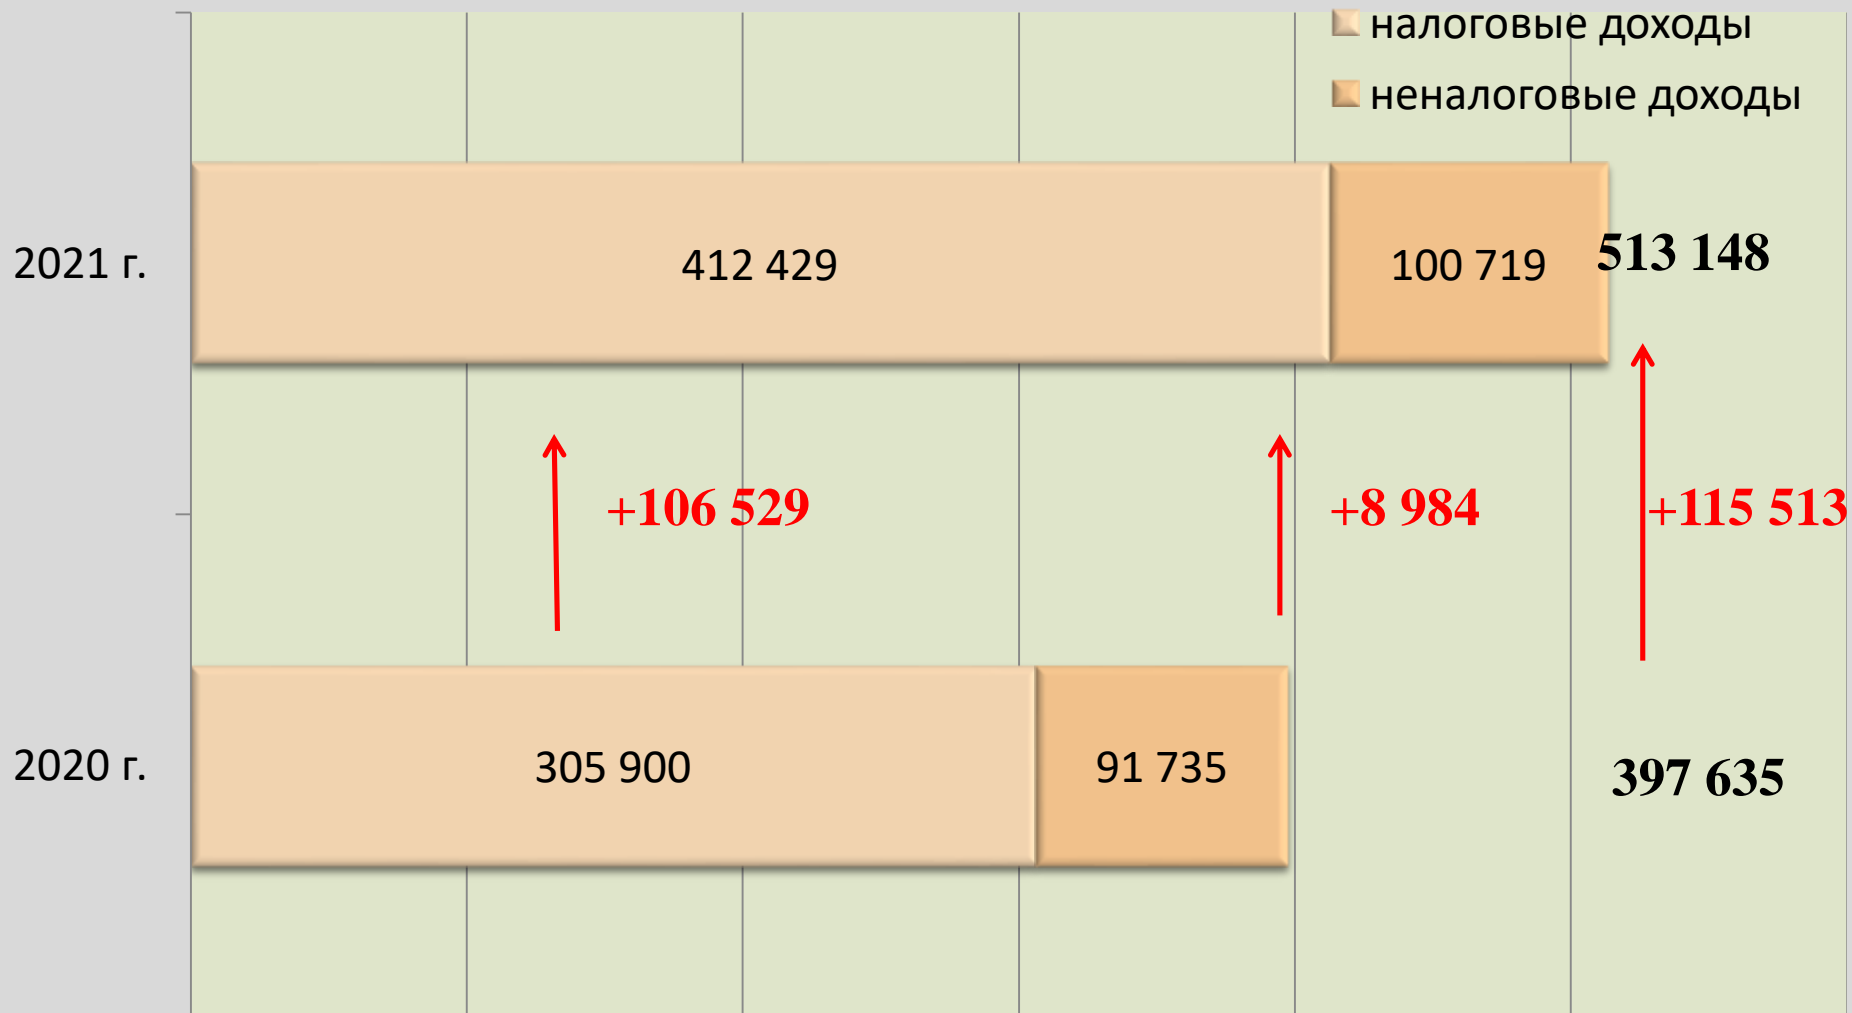 налоговые доходы
неналоговые доходы
2021 г.
412 429
100 719
513 148
+106 529
+8 984
+115 513
2020 г.
305 900
91 735
397 635